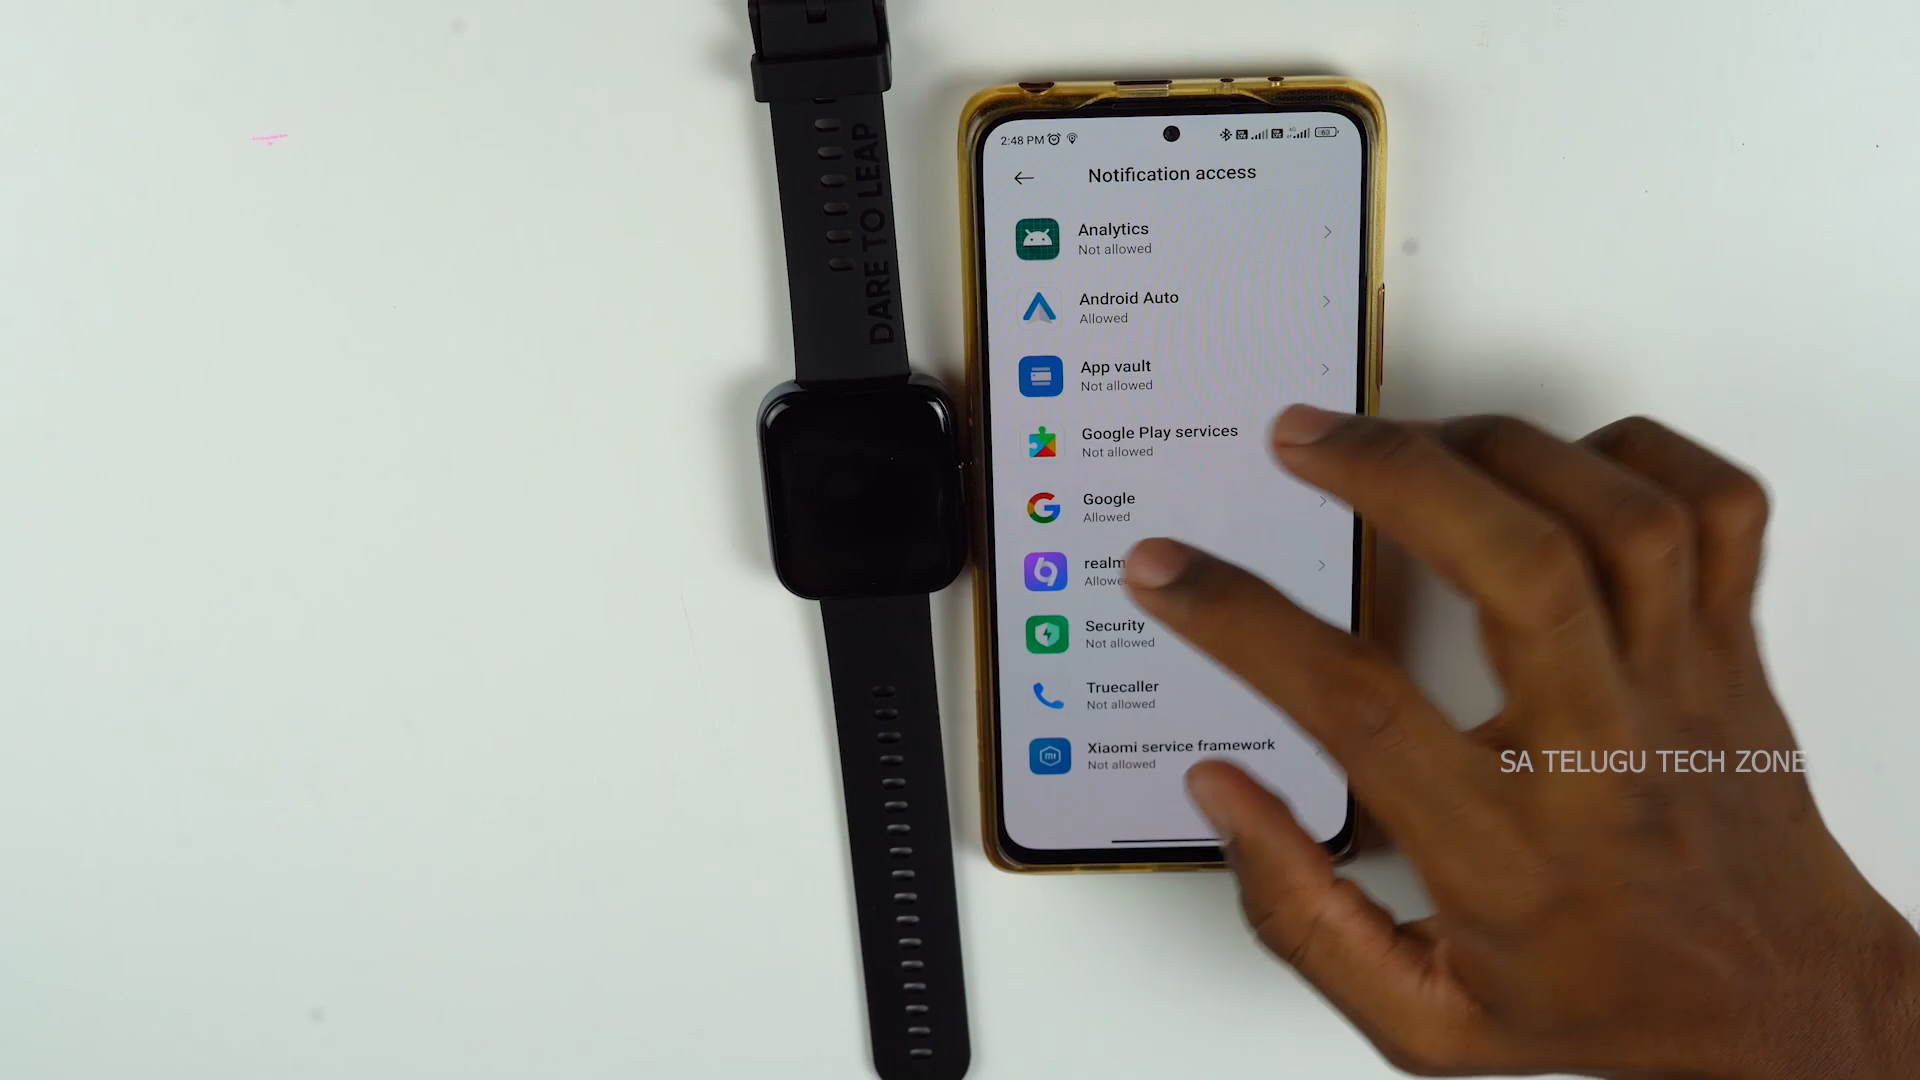 DARE TO LEAP
2:48 PM
63
Notification access
Analytics
Not allowed
Android Auto
Allowed
App vault
Not allowed
Google Play services
Not allowed
Google
Allowed
Security
Not allowed
Truecaller
Not allowed
Xiaomi service framework
Not allowed
SA TELUGU TECH ZONE